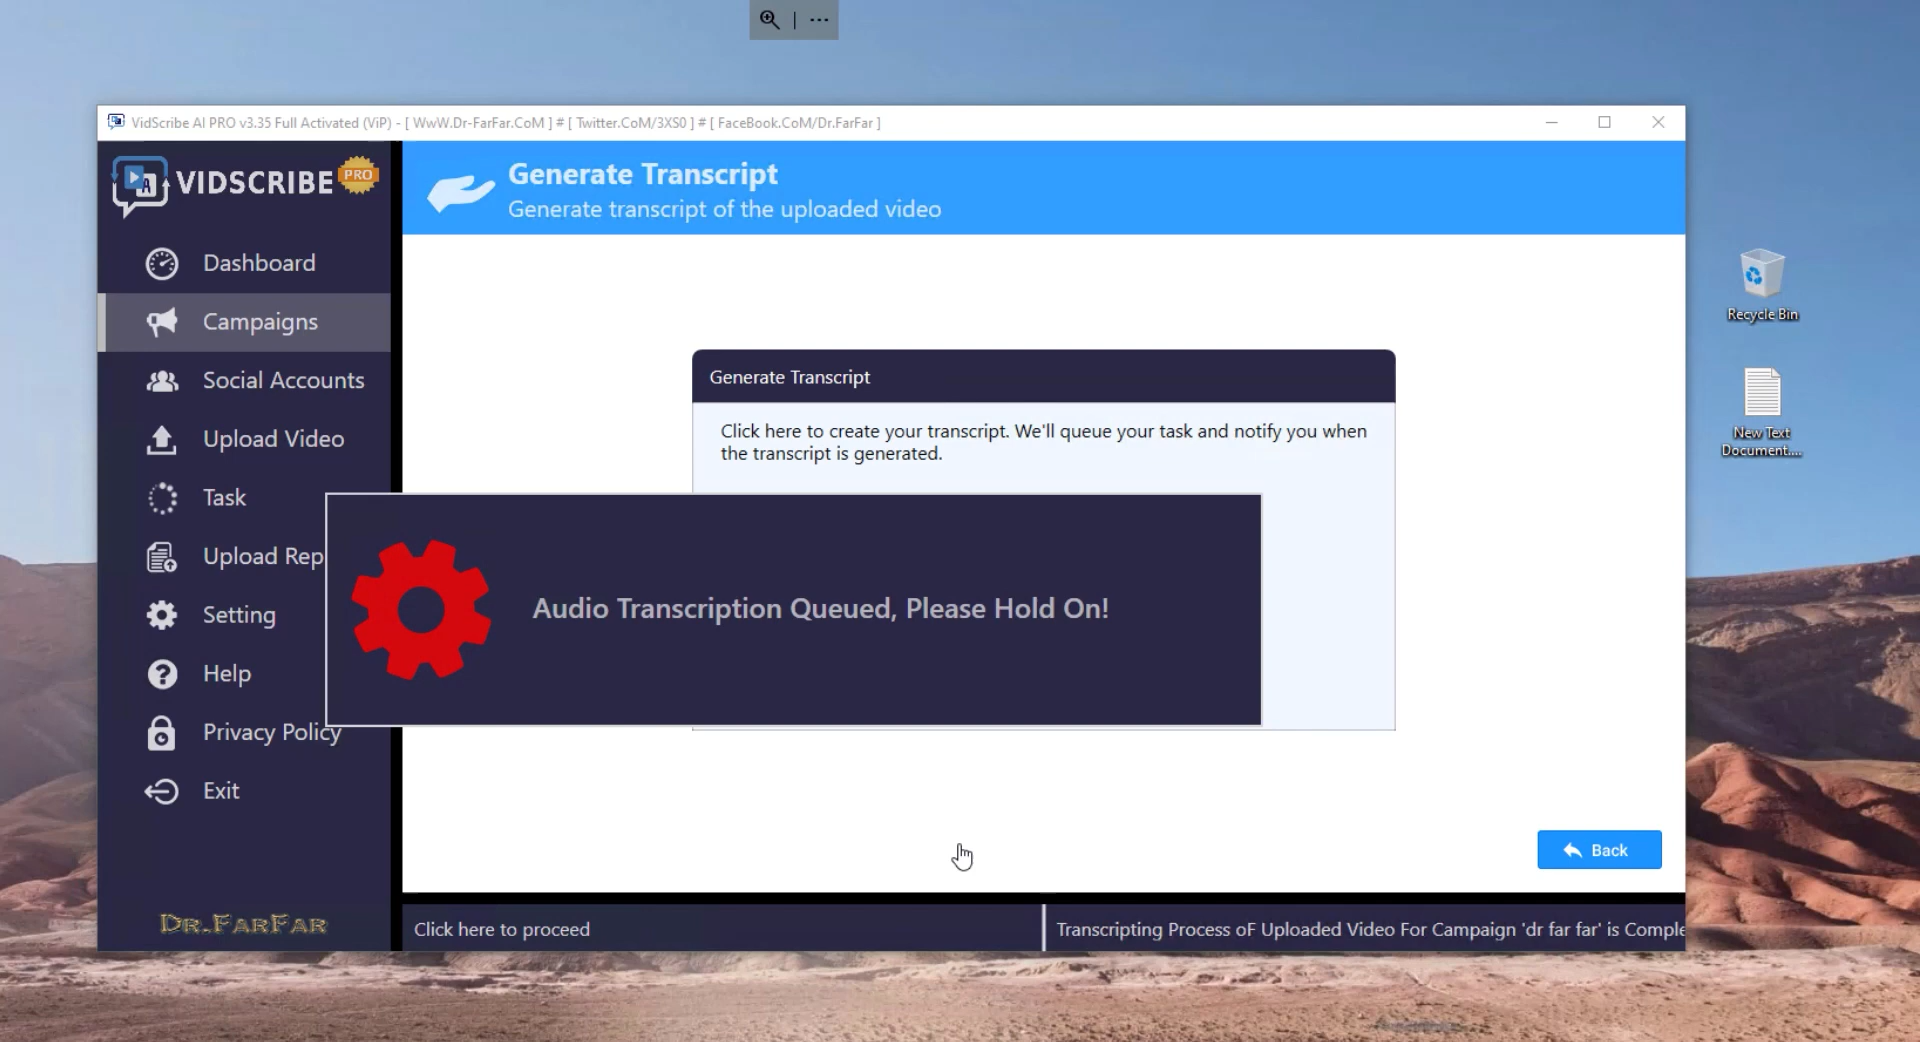 VidScribe AI PRO v3.35 Full Activated (ViP) - [ WwW.Dr-FarFar.CoM ] # [ Twitter.CoM/3XS0 ] # [ FaceBook.CoM/Dr.FarFar ]
VIDSCRIBE PRO
A
Generate Transcript
Generate transcript of the uploaded video
Dashboard
Campaigns
Social Accounts
Upload Video
Task
Upload Rep
Setting
Help
Privacy Policy
Exit
DR.FARFAR
Generate Transcript
Click here to create your transcript. We'll queue your task and notify you when
the transcript is generated.
Audio Transcription Queued, Please Hold On!
Back
Click here to proceed
Transcripting Process oF Uploaded Video For Campaign 'dr far far' is Comple
Recycle Bin
New Text
Document....